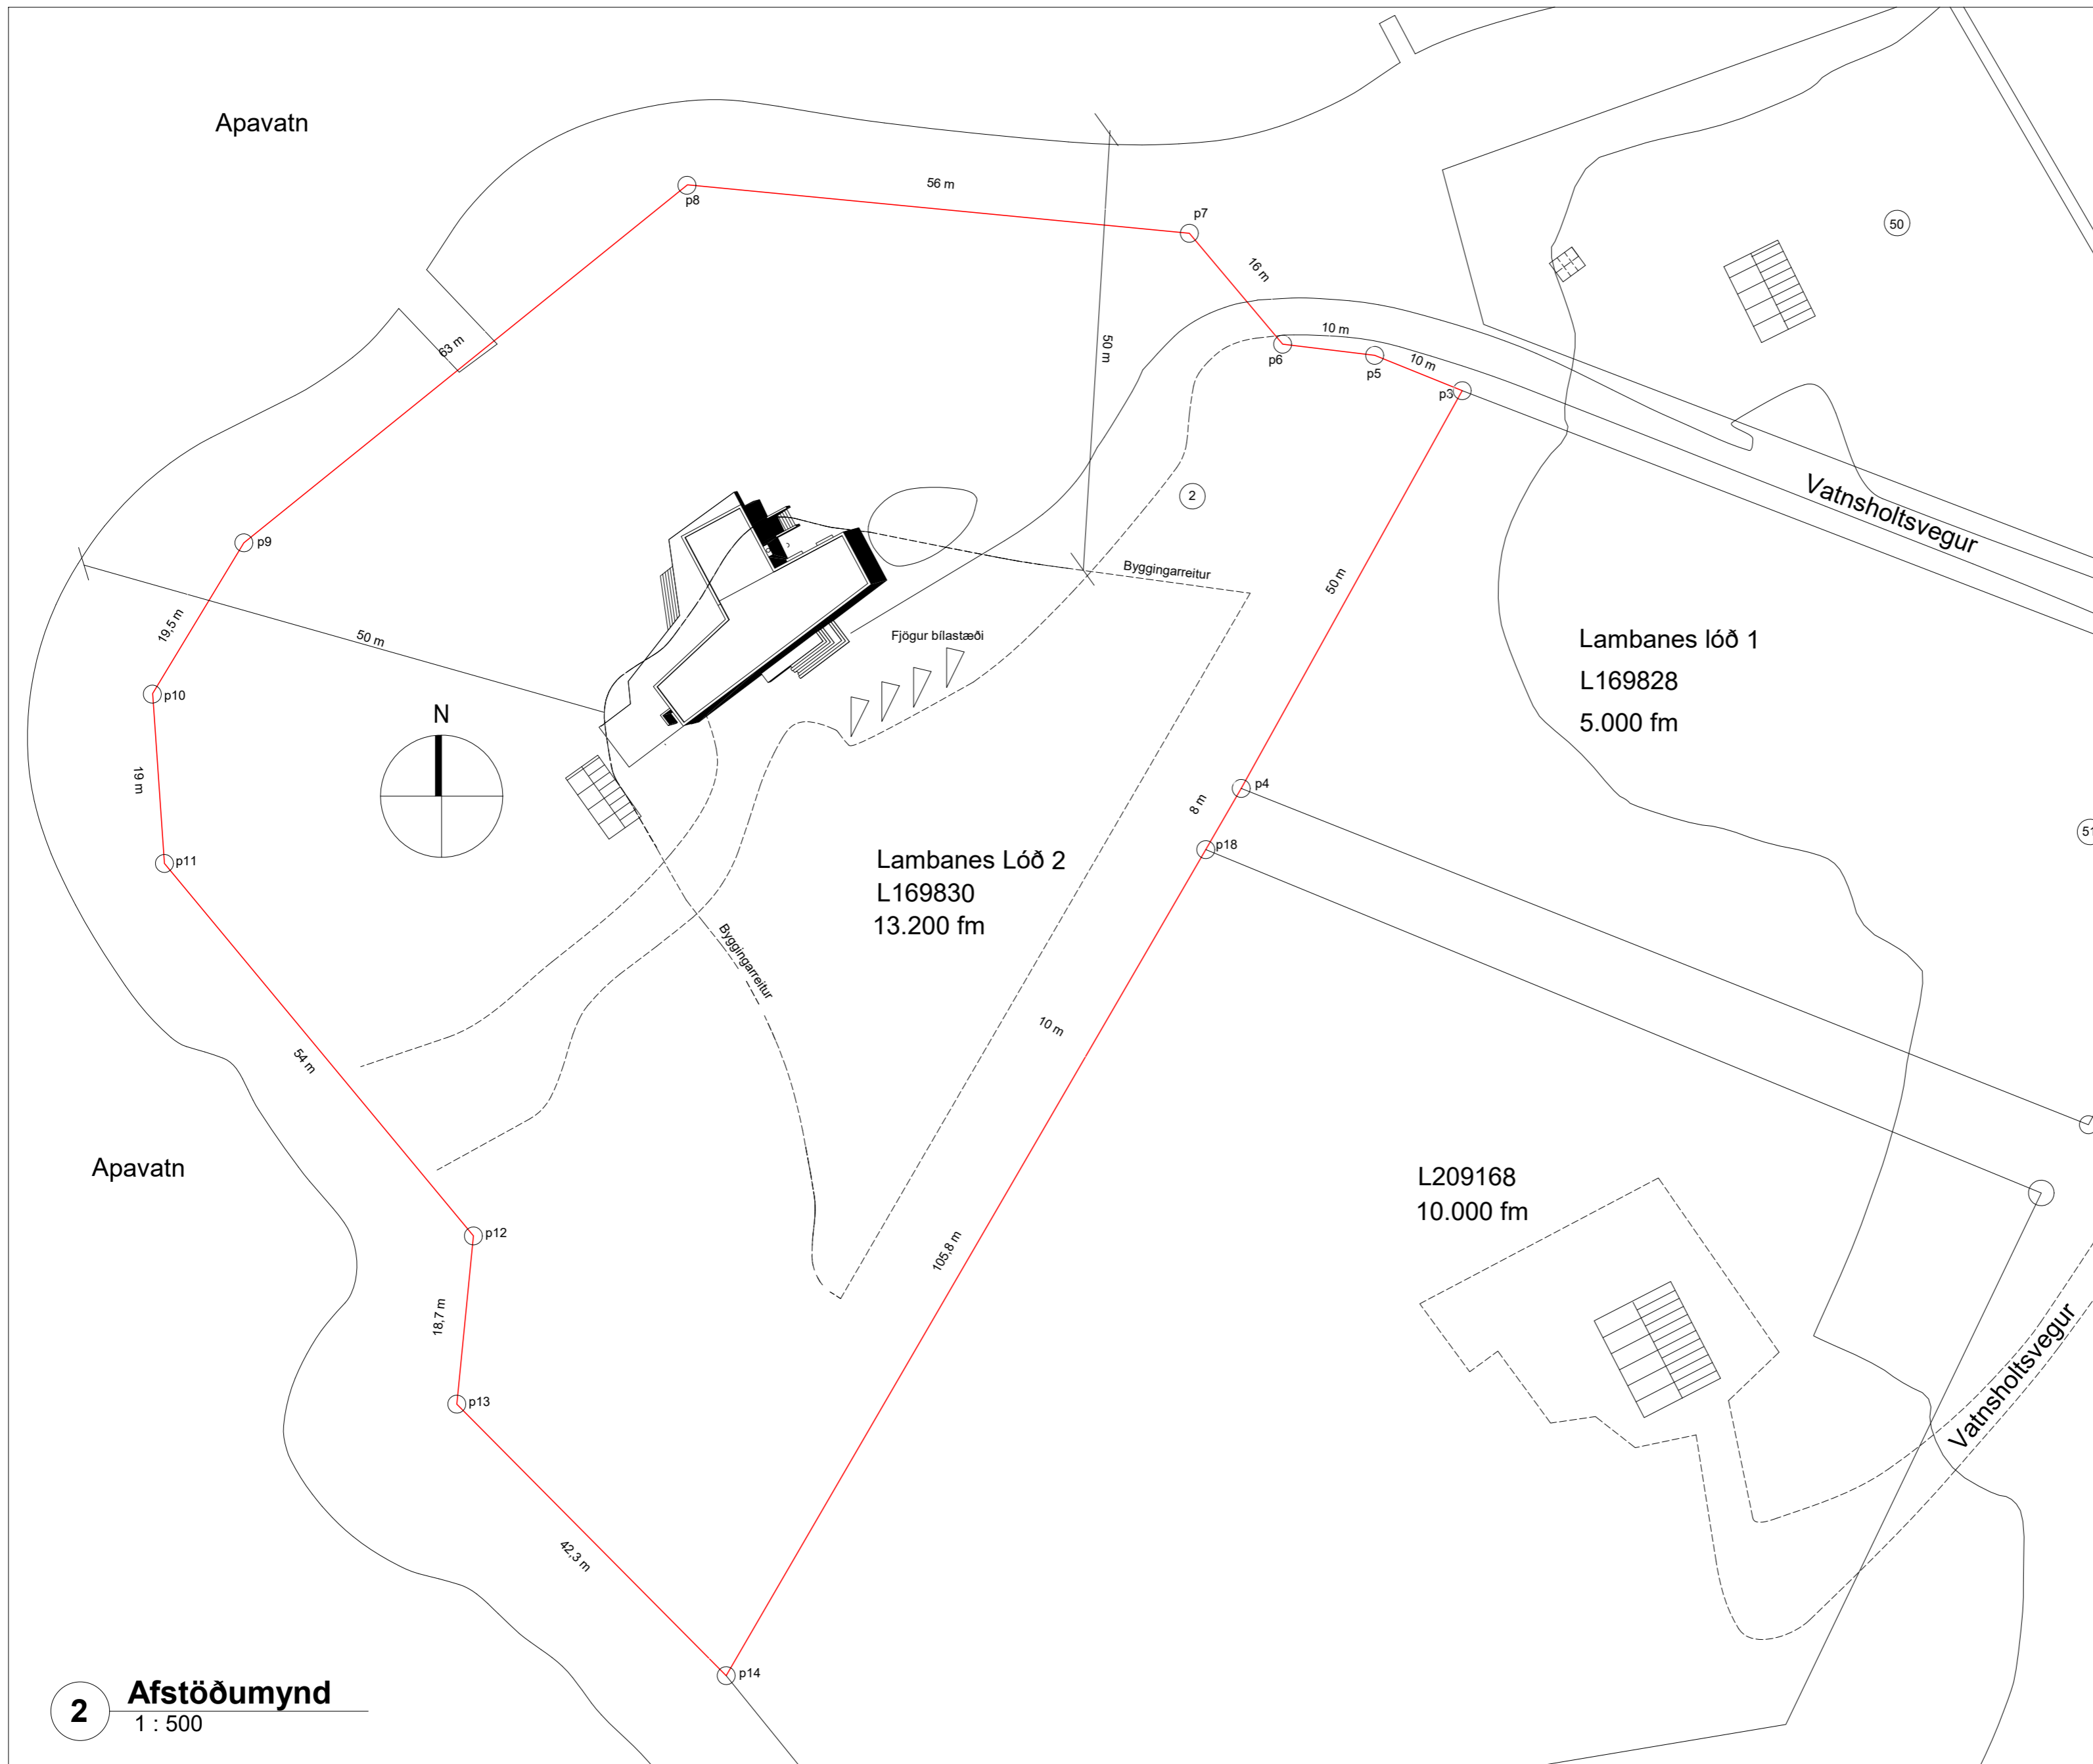 Apavatn
56 m
p8
p7
50
16 m
10 m
63 m
50 m
p6
10 m
p5
p3
2
Vatnsholtsvegur
p9
Byggingarreitur
50 m
19,5 m
50 m
Fjögur bílastæði
Lambanes lóð 1
L169828
5.000 fm
p10
N
19 m
p4
8 m
51
p18
p11
Lambanes Lóð 2
L169830
13.200 fm
Byggingarreitur
10 m
54 m
Apavatn
L209168
10.000 fm
p12
105,8 m
18,7 m
Vatnsholtsvegur
p13
42,3 m
p14
2
Afstöðumynd
1 : 500